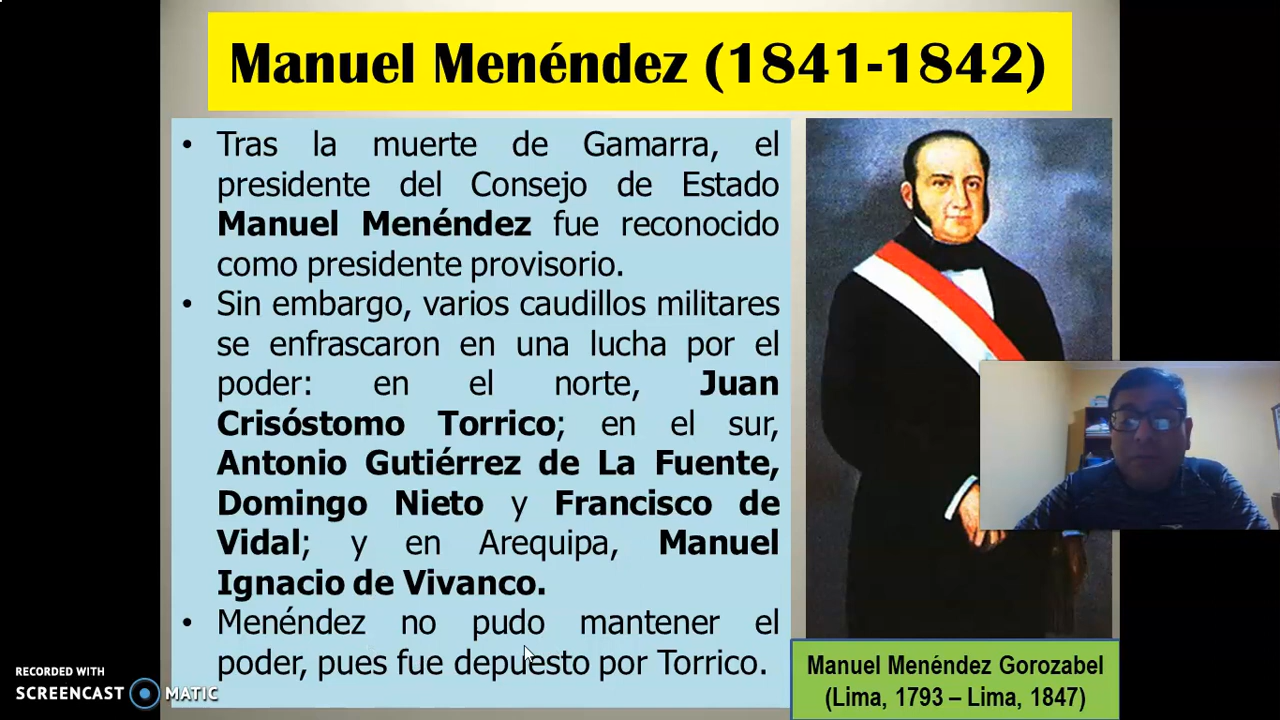 Manuel Menéndez (1841-1842)
• Tras la muerte de Gamarra, el
presidente del Consejo de Estado
Manuel Menéndez fue reconocido
como presidente provisorio.
• Sin embargo, varios caudillos militares
se enfrascaron en una lucha por el
poder: en el norte, Juan
Crisóstomo Torrico; en el sur,
Antonio Gutiérrez de La Fuente,
Domingo Nieto y Francisco de
Vidal; y en Arequipa, Manuel
Ignacio de Vivanco.
• Menéndez no pudo mantener el
poder, pues fue depuesto por Torrico.
Manuel Menéndez Gorozabel
(Lima, 1793 – Lima, 1847)
RECORDED WITH
SCREENCAST MATIC